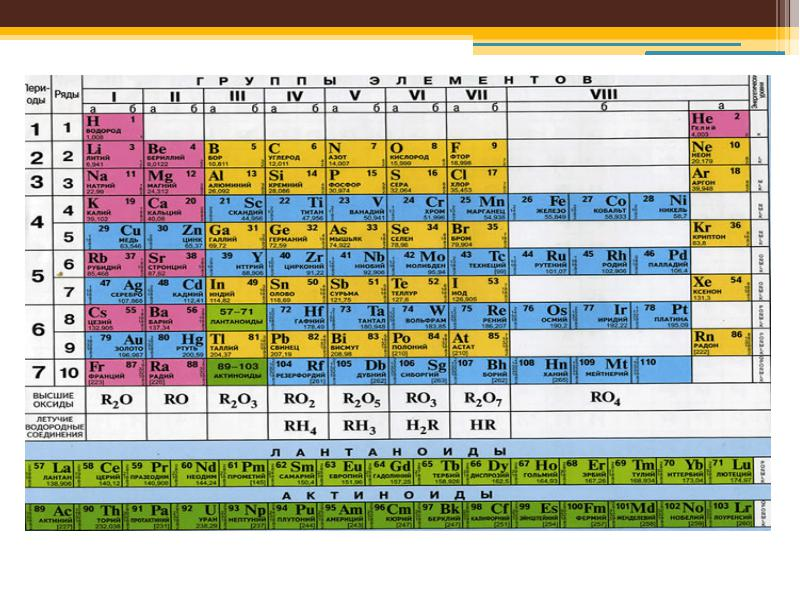 ГРУППЫ ЭЛЕМЕНТОВ
Пери-оды Ряды I II III IV V VI VII VIII Энергетические уровни
а б а б а б а б а б а б а б б а
1 1 H 1 ВОДОРОД 1,008 He 2 ГЕЛИЙ 4,003
2 2 Li 3 ЛИТИЙ 6,941 Be 4 БЕРИЛЛИЙ 9,0122 B 5 БОР 10,811 C 6 УГЛЕРОД 12,011 N 7 АЗОТ 14,007 O 8 КИСЛОРОД 15,999 F 9 ФТОР 18,998 Ne 10 НЕОН 20,179
3 3 Na 11 НАТРИЙ 22,99 Mg 12 МАГНИЙ 24,312 Al 13 АЛЮМИНИЙ 26,092 Si 14 КРЕМНИЙ 28,086 P 15 ФОСФОР 30,974 S 16 СЕРА 32,064 Cl 17 ХЛОР 35,453 Ar 18 АРГОН 39,948
4 4 K 19 КАЛИЙ 39,102 Ca 20 КАЛЬЦИЙ 40,08 21 Sc СКАНДИЙ 44,956 22 Ti ТИТАН 47,956 23 V ВАНАДИЙ 50,941 24 Cr ХРОМ 51,996 25 Mn МАРГАНЕЦ 54,938 26 Fe ЖЕЛЕЗО 55,849 27 Co КОБАЛЬТ 58,933 28 Ni НИКЕЛЬ 58,7
5 29 Cu МЕДЬ 63,546 30 Zn ЦИНК 65,37 Ga 31 ГАЛЛИЙ 69,72 Ge 32 ГЕРМАНИЙ 72,59 As 33 МЫШЬЯК 74,922 Se 34 СЕЛЕН 78,96 Br 35 БРОМ 79,904 Kr 36 КРИПТОН 83,8
5 6 Rb 37 РУБИДИЙ 85,468 Sr 38 СТРОНЦИЙ 87,62 39 Y ИТТРИЙ 88,906 40 Zr ЦИРКОНИЙ 91,22 41 Nb НИОБИЙ 92,906 42 Mo МОЛИБДЕН 95,94 43 Tc ТЕХНЕЦИЙ [99] 44 Ru РУТЕНИЙ 101,07 45 Rh РОДИЙ 102,906 46 Pd ПАЛЛАДИЙ 106,4
7 47 Ag СЕРЕБРО 107,868 48 Cd КАДМИЙ 112,41 In 49 ИНДИЙ 114,82 Sn 50 ОЛОВО 118,69 Sb 51 СУРЬМА 121,75 Te 52 ТЕЛЛУР 127,6 I 53 ИОД 126,905 Xe 54 КСЕНОН 131,3
6 8 Cs 55 ЦЕЗИЙ 132,905 Ba 56 БАРИЙ 137,34 57–71 ЛАНТАНОИДЫ 72 Hf ГАФНИЙ 178,49 73 Ta ТАНТАЛ 180,948 74 W ВОЛЬФРАМ 183,85 75 Re РЕНИЙ 186,207 76 Os ОСМИЙ 190,2 77 Ir ИРИДИЙ 192,22 78 Pt ПЛАТИНА 195,09
9 79 Au ЗОЛОТО 196,967 80 Hg РТУТЬ 200,59 Tl 81 ТАЛЛИЙ 204,37 Pb 82 СВИНЕЦ 207,19 Bi 83 ВИСМУТ 208,98 Po 84 ПОЛОНИЙ [210] At 85 АСТАТ [210] Rn 86 РАДОН [222]
7 10 Fr 87 ФРАНЦИЙ [223] Ra 88 РАДИЙ [226] 89–103 АКТИНОИДЫ 104 Rf РЕЗЕРФОРДИЙ [261] 105 Db ДУБНИЙ [262] 106 Sg СИБОРГИЙ [263] 107 Bh БОРИЙ [262] 108 Hn ХАНИЙ [265] 109 Mt МЕЙТНЕРИЙ 110
ВЫСШИЕ ОКСИДЫ R₂O RO R₂O₃ RO₂ R₂O₅ RO₃ R₂O₇ RO₄
ЛЕТУЧИЕ ВОДОРОДНЫЕ СОЕДИНЕНИЯ RH₄ RH₃ H₂R HR
ЛАНТАНОИДЫ
57 La ЛАНТАН 138,906 58 Ce ЦЕРИЙ 140,12 59 Pr ПРАЗЕОДИМ 140,908 60 Nd НЕОДИМ 144,24 61 Pm ПРОМЕТИЙ [145] 62 Sm САМАРИЙ 150,4 63 Eu ЕВРОПИЙ 151,96 64 Gd ГАДОЛИНИЙ 157,25 65 Tb ТЕРБИЙ 158,926 66 Dy ДИСПРОЗИЙ 162,5 67 Ho ГОЛЬМИЙ 164,93 68 Er ЭРБИЙ 167,26 69 Tm ТУЛИЙ 168,934 70 Yb ИТТЕРБИЙ 173,04 71 Lu ЛЮТЕЦИЙ 174,97
АКТИНОИДЫ
89 Ac АКТИНИЙ [227] 90 Th ТОРИЙ 232,038 91 Pa ПРОТАКТИНИЙ [231] 92 U УРАН 238,29 93 Np НЕПТУНИЙ [237] 94 Pu ПЛУТОНИЙ [244] 95 Am АМЕРИЦИЙ [243] 96 Cm КЮРИЙ [247] 97 Bk БЕРКЛИЙ [247] 98 Cf КАЛИФОРНИЙ [251] 99 Es ЭЙНШТЕЙНИЙ [254] 100 Fm ФЕРМИЙ [257] 101 Md МЕНДЕЛЕВИЙ [258] 102 No НОБЕЛИЙ [259] 103 Lr ЛОУРЕНСИЙ [260]